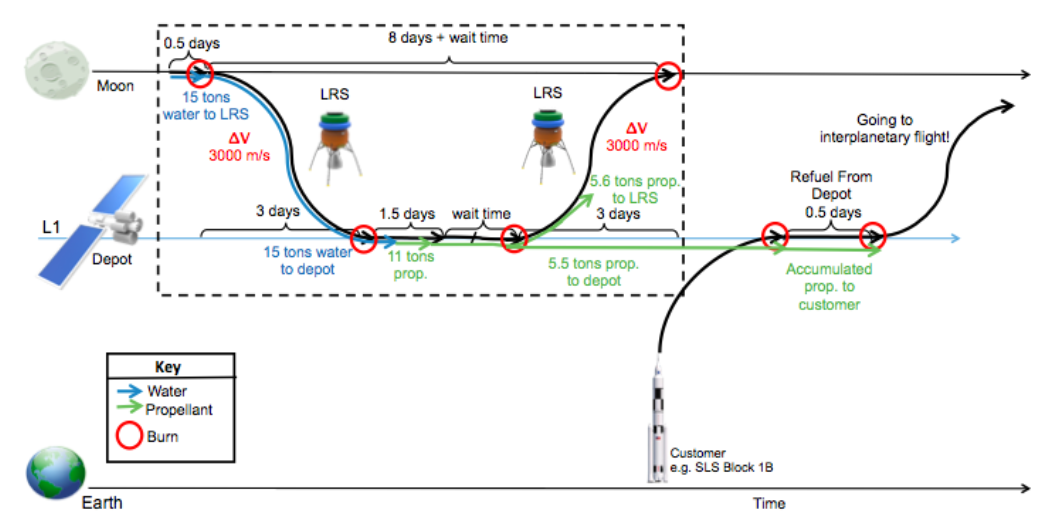 0.5 days
8 days + wait time
Moon
15 tons
water to LRS
LRS
LRS
ΔV
3000 m/s
ΔV
3000 m/s
Going to
interplanetary flight!
5.6 tons prop.
to LRS
Refuel From
Depot
0.5 days
L1
Depot
3 days
1.5 days
wait time
3 days
15 tons water
to depot
11 tons
prop.
5.5 tons prop.
to depot
Accumulated
prop. to
customer
Key
Water
Propellant
Burn
Customer
e.g. SLS Block 1B
Earth
Time